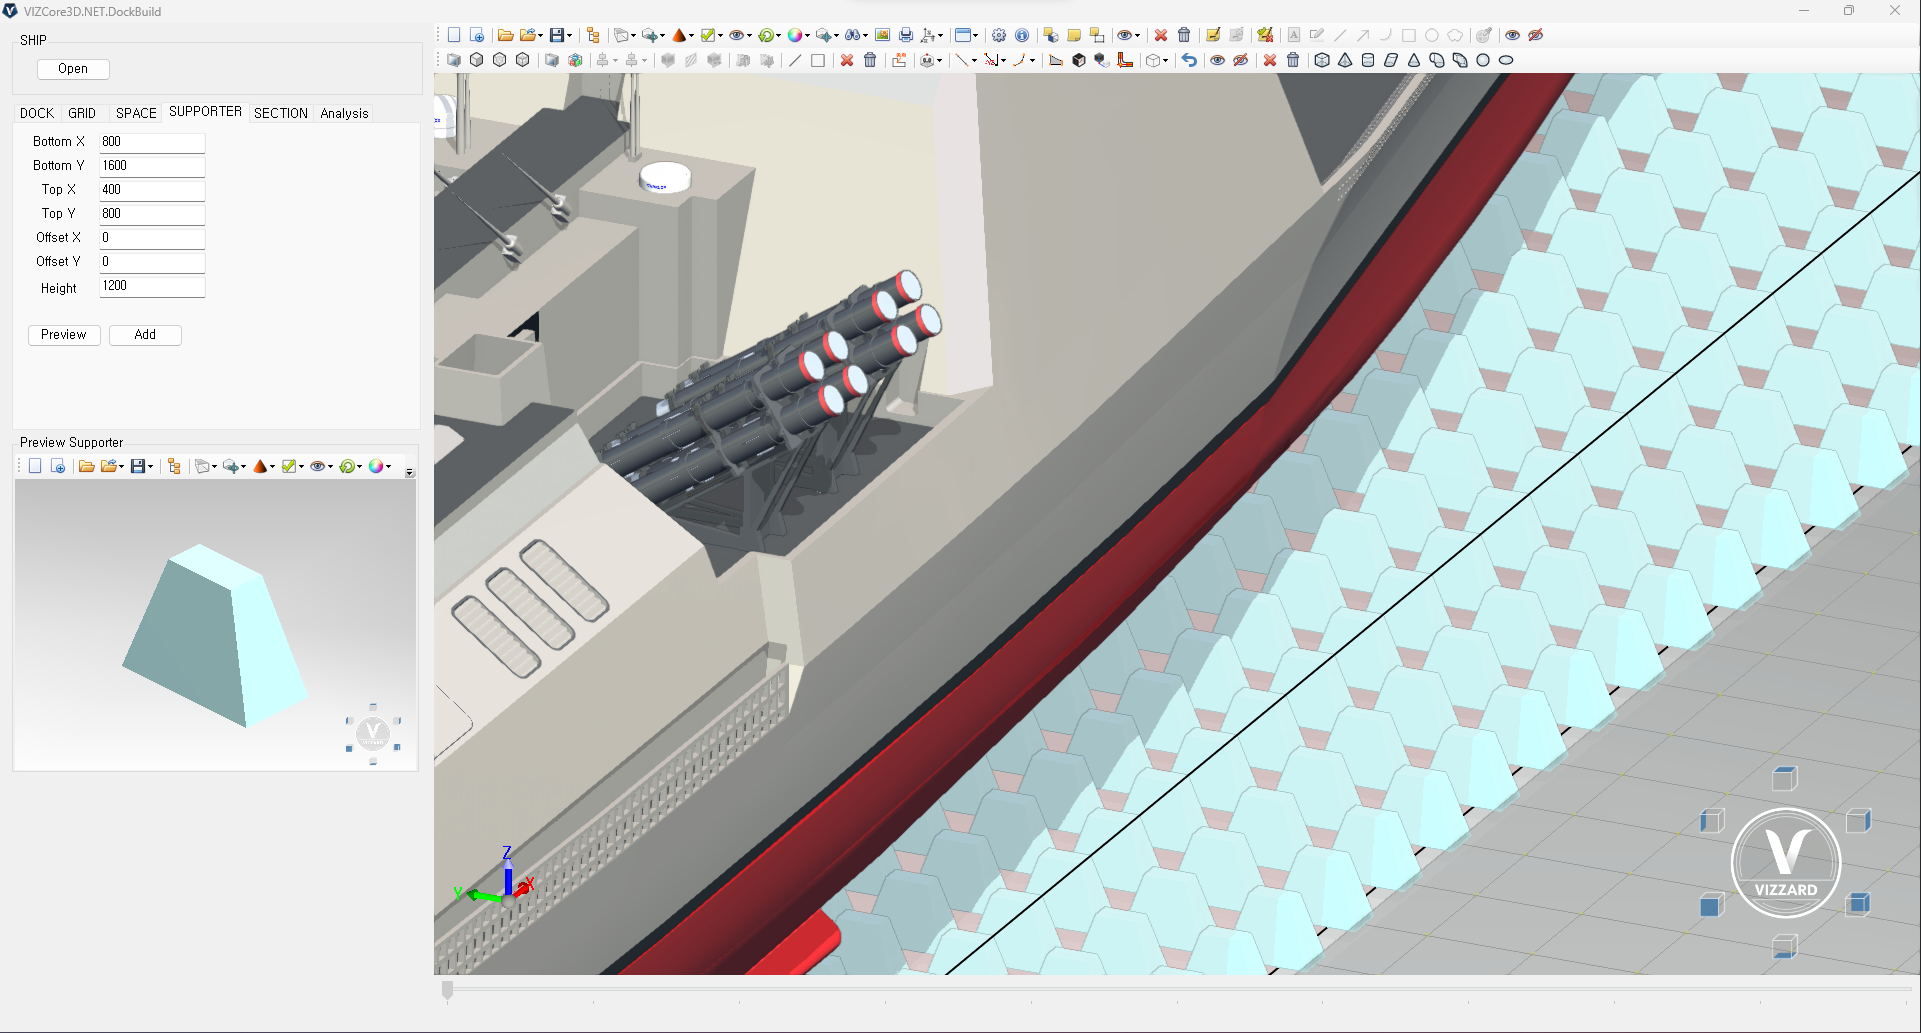 VIZCore3D.NET.DockBuild
SHIP
Open
DOCK GRID SPACE SUPPORTER SECTION Analysis
Bottom X 800
Bottom Y 1600
Top X 400
Top Y 800
Offset X 0
Offset Y 0
Height 1200
Preview Add
Preview Supporter
V
Z
Y
X
V
VIZZARD